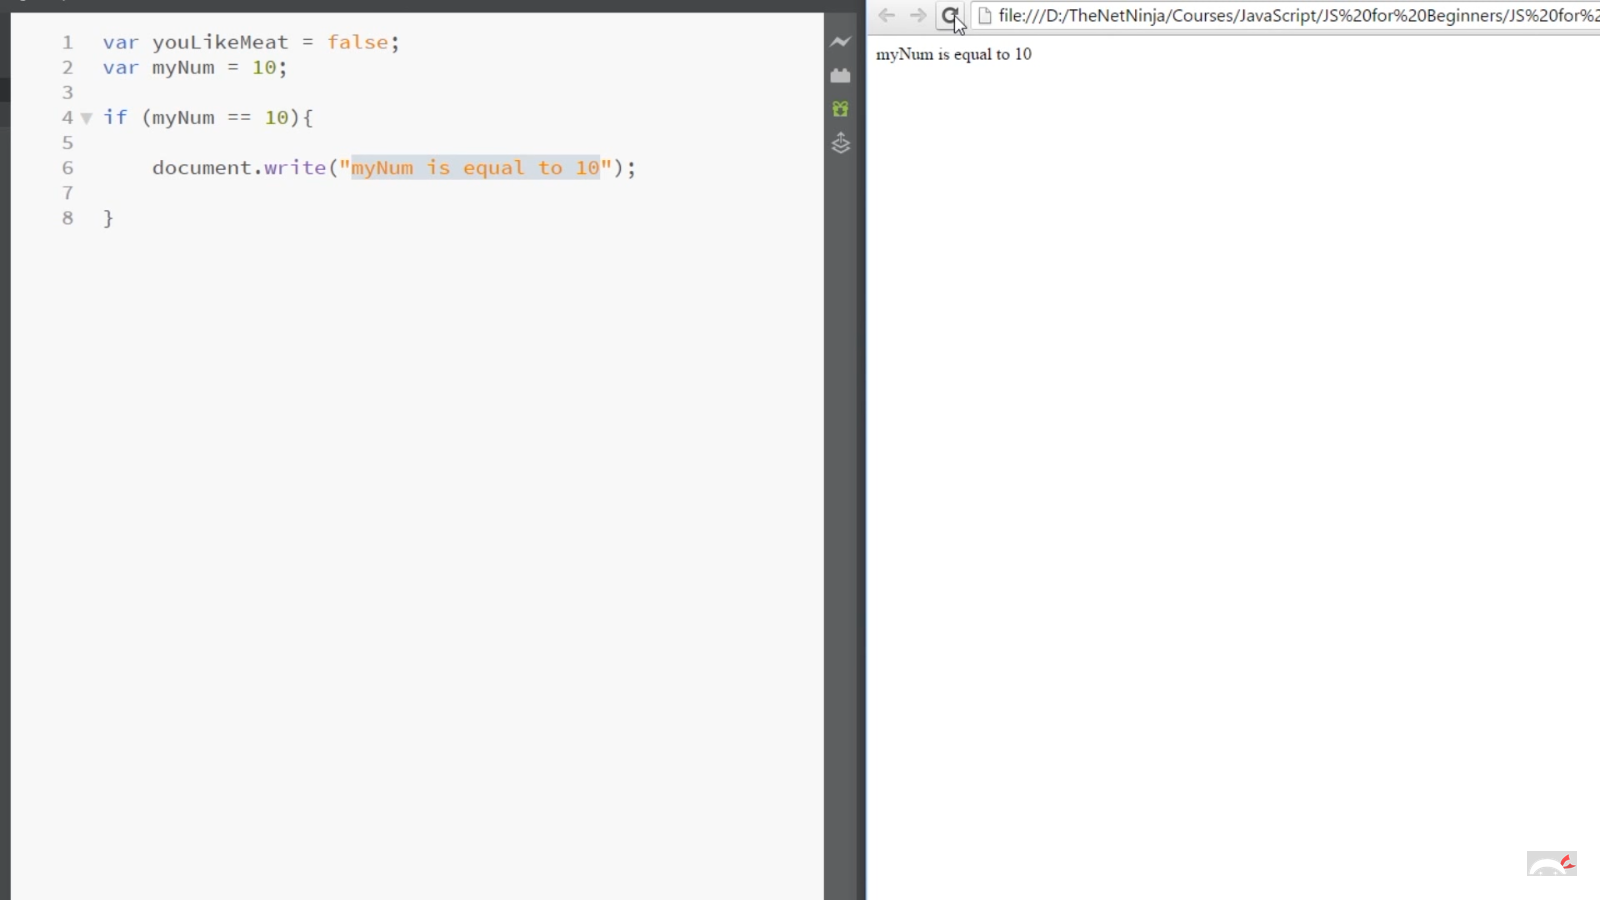 1 var youLikeMeat = false;
2 var myNum = 10;
3
4 if (myNum == 10){
5
6 document.write("myNum is equal to 10");
7
8 }
file:///D:/TheNetNinja/Courses/JavaScript/JS%20for%20Beginners/JS%20for%2
myNum is equal to 10